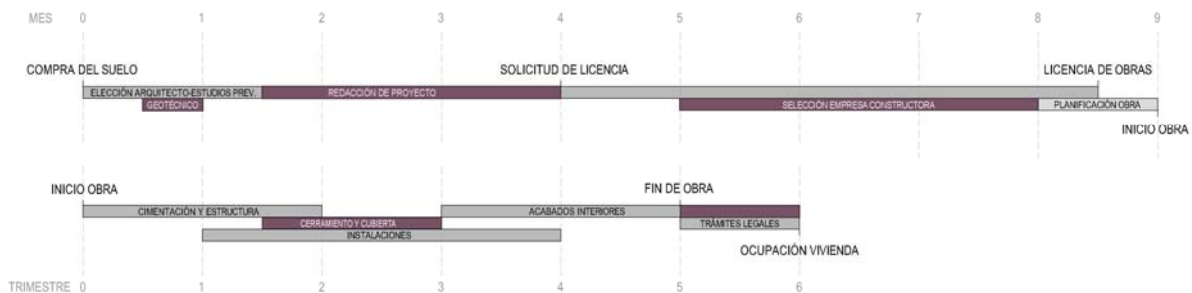 MES 0 1 2 3 4 5 6 7 8 9
COMPRA DEL SUELO SOLICITUD DE LICENCIA LICENCIA DE OBRAS
ELECCIÓN ARQUITECTO-ESTUDIOS PREV. REDACCIÓN DE PROYECTO
GEOTÉCNICO SELECCIÓN EMPRESA CONSTRUCTORA PLANIFICACIÓN OBRA
INICIO OBRA
INICIO OBRA FIN DE OBRA
CIMENTACIÓN Y ESTRUCTURA ACABADOS INTERIORES
CERRAMIENTO Y CUBIERTA TRÁMITES LEGALES
INSTALACIONES
OCUPACIÓN VIVIENDA
TRIMESTRE 0 1 2 3 4 5 6